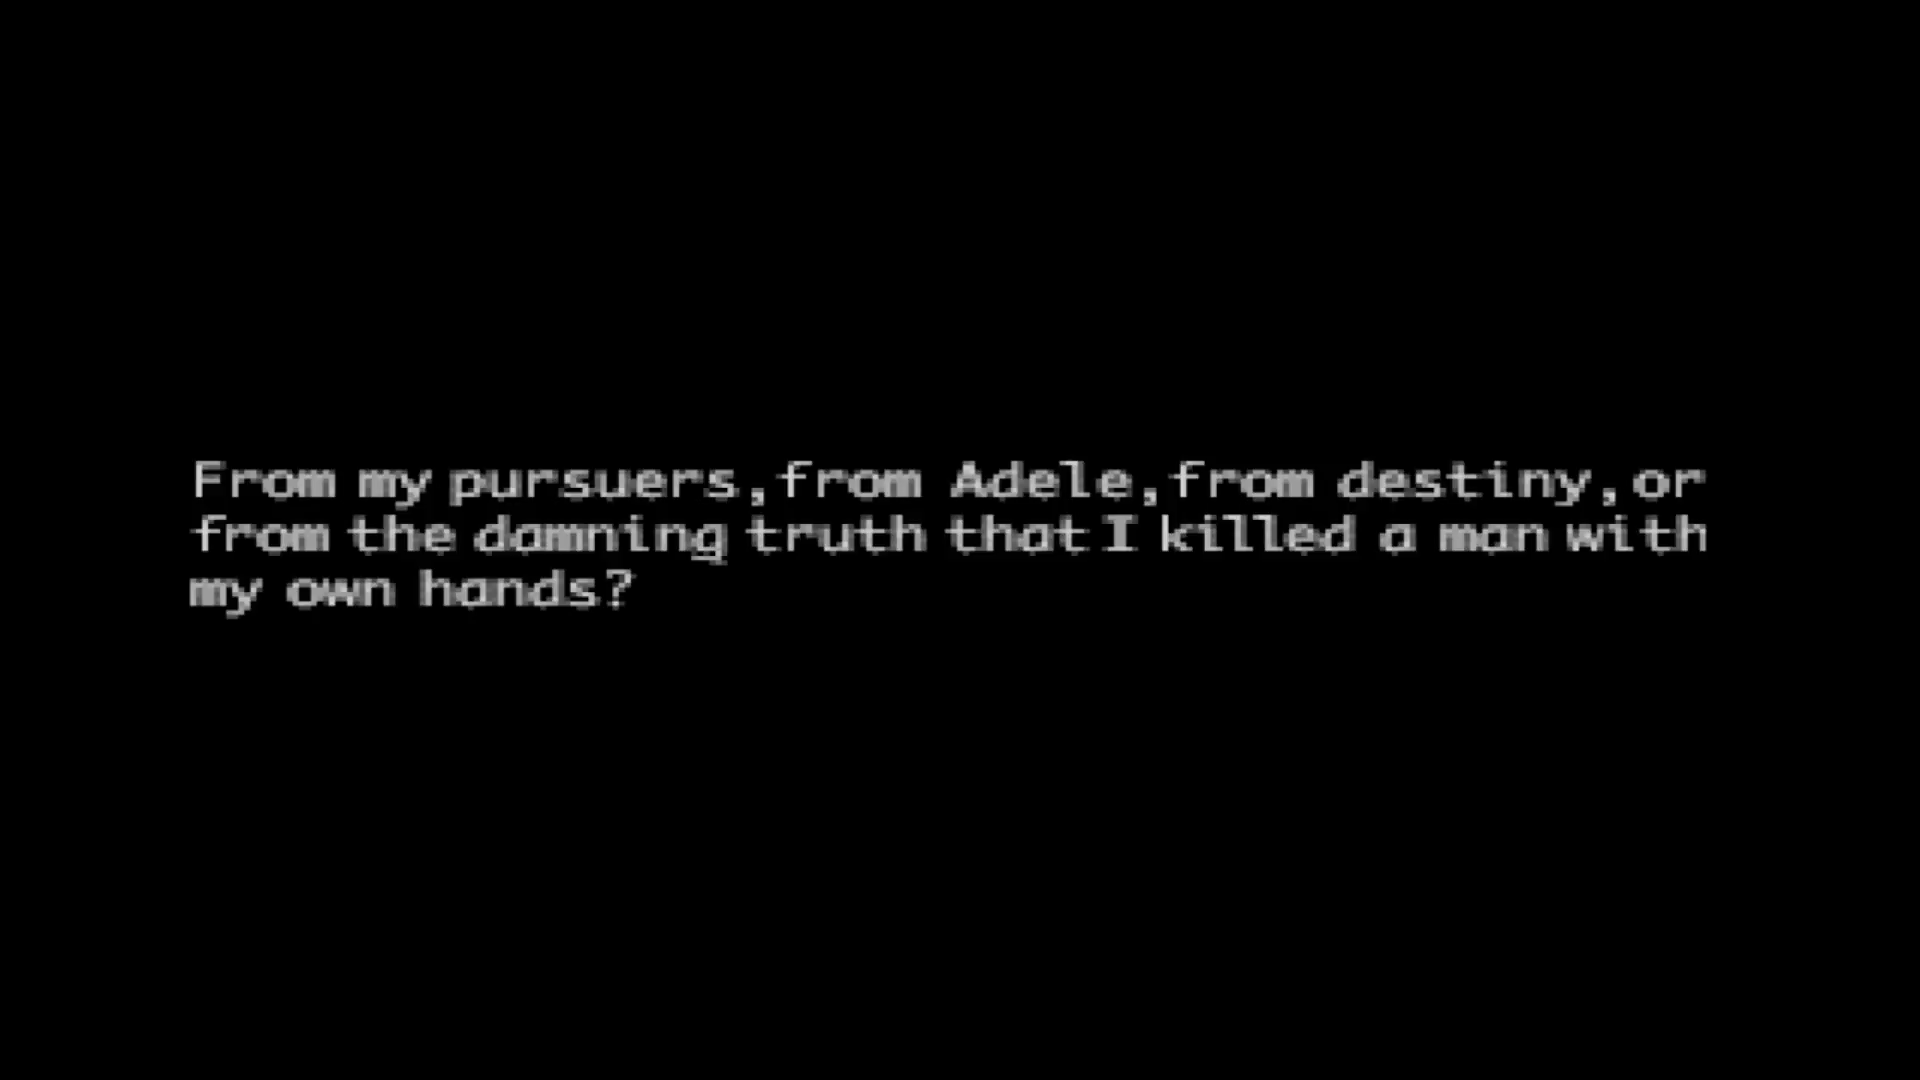 From my pursuers, from Adele, from destiny, or
from the damning truth that I killed a man with
my own hands?